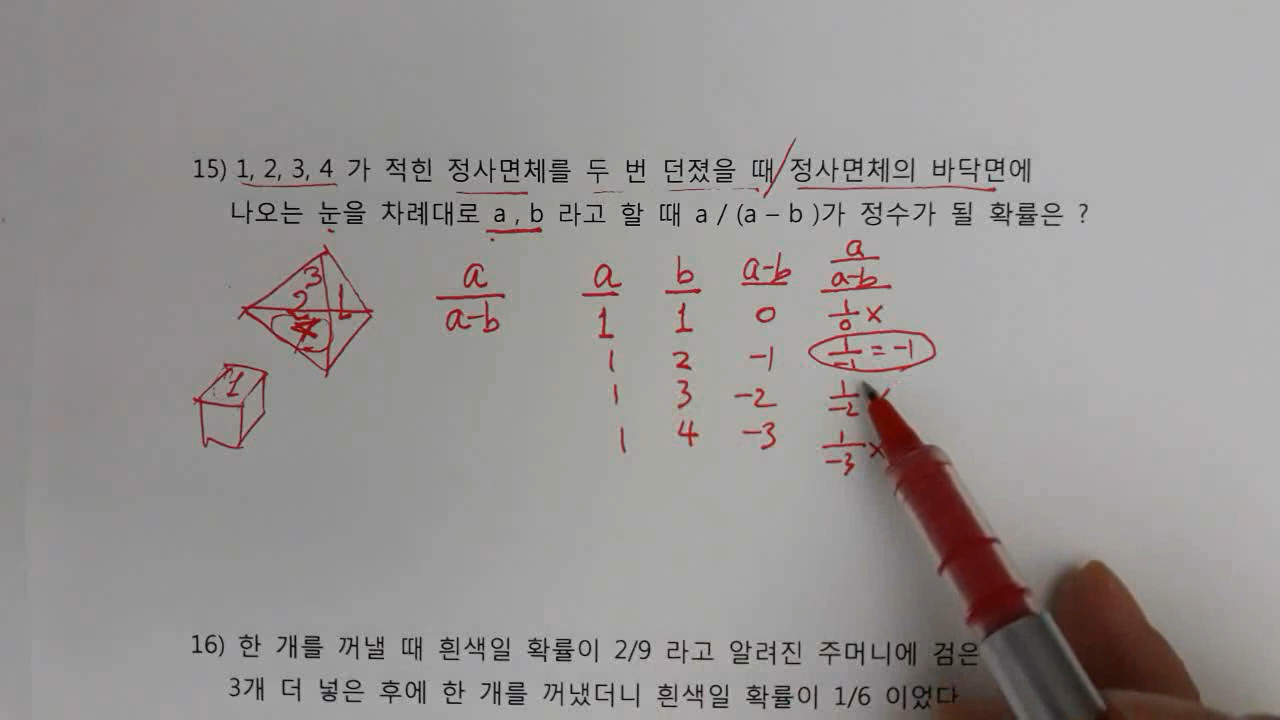 15) 1, 2, 3, 4 가 적힌 정사면체를 두 번 던졌을 때 정사면체의 바닥면에
나오는 눈을 차례대로 a , b 라고 할 때 a / (a – b )가 정수가 될 확률은 ?
3
2 1
4
1
a
a-b
a b a-b a/a-b
1 1 0 1/0 ×
1 2 -1 1/-1 = -1
1 3 -2 1/-2 ×
1 4 -3 1/-3 ×
16) 한 개를 꺼낼 때 흰색일 확률이 2/9 라고 알려진 주머니에 검은
3개 더 넣은 후에 한 개를 꺼냈더니 흰색일 확률이 1/6 이었다